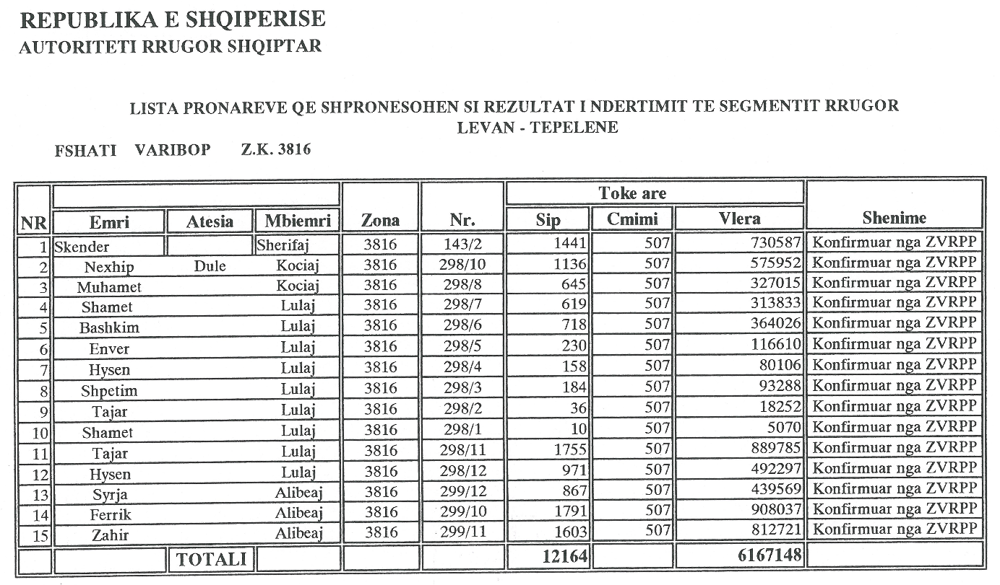 REPUBLIKA E SHQIPERISE
AUTORITETI RRUGOR SHQIPTAR
LISTA PRONAREVE QE SHPRONESOHEN SI REZULTAT I NDERTIMIT TE SEGMENTIT RRUGOR
LEVAN - TEPELENE
FSHATI VARIBOP Z.K. 3816
Toke are
NR Emri Atesia Mbiemri Zona Nr. Sip Cmimi Vlera Shenime
1 Skender Sherifaj 3816 143/2 1441 507 730587 Konfirmuar nga ZVRPP
2 Nexhip Dule Kociaj 3816 298/10 1136 507 575952 Konfirmuar nga ZVRPP
3 Muhamet Kociaj 3816 298/8 645 507 327015 Konfirmuar nga ZVRPP
4 Shamet Lulaj 3816 298/7 619 507 313833 Konfirmuar nga ZVRPP
5 Bashkim Lulaj 3816 298/6 718 507 364026 Konfirmuar nga ZVRPP
6 Enver Lulaj 3816 298/5 230 507 116610 Konfirmuar nga ZVRPP
7 Hysen Lulaj 3816 298/4 158 507 80106 Konfirmuar nga ZVRPP
8 Shpetim Lulaj 3816 298/3 184 507 93288 Konfirmuar nga ZVRPP
9 Tajar Lulaj 3816 298/2 36 507 18252 Konfirmuar nga ZVRPP
10 Shamet Lulaj 3816 298/1 10 507 5070 Konfirmuar nga ZVRPP
11 Tajar Lulaj 3816 298/11 1755 507 889785 Konfirmuar nga ZVRPP
12 Hysen Lulaj 3816 298/12 971 507 492297 Konfirmuar nga ZVRPP
13 Syrja Alibeaj 3816 299/12 867 507 439569 Konfirmuar nga ZVRPP
14 Ferrik Alibeaj 3816 299/10 1791 507 908037 Konfirmuar nga ZVRPP
15 Zahir Alibeaj 3816 299/11 1603 507 812721 Konfirmuar nga ZVRPP
TOTALI 12164 6167148